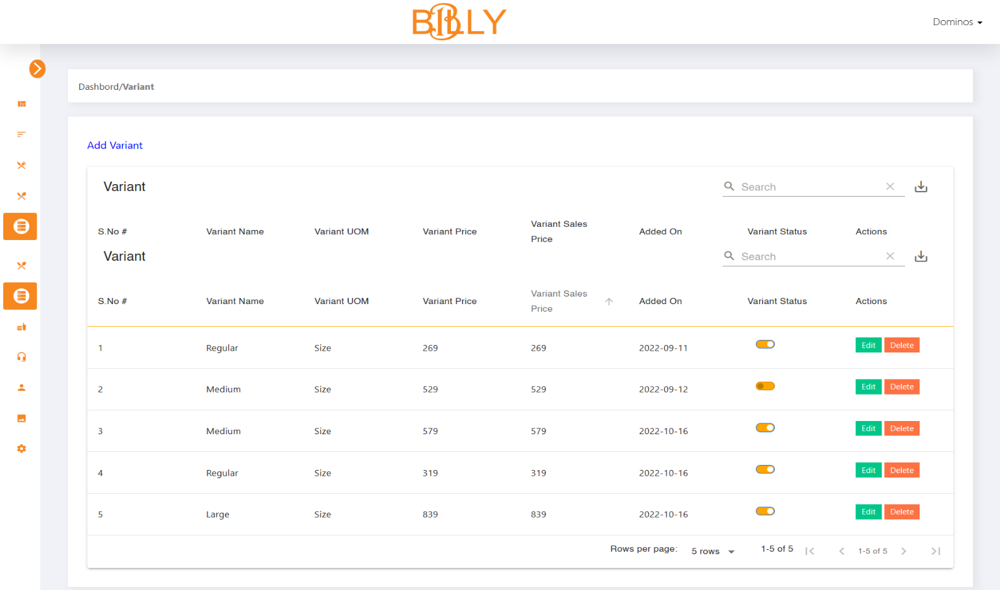 BILLY
Dominos
Dashbord/Variant
Add Variant
Variant
Search
S.No # Variant Name Variant UOM Variant Price Variant Sales Price Added On Variant Status Actions
Variant
Search
S.No # Variant Name Variant UOM Variant Price Variant Sales Price Added On Variant Status Actions
1 Regular Size 269 269 2022-09-11 Edit Delete
2 Medium Size 529 529 2022-09-12 Edit Delete
3 Medium Size 579 579 2022-10-16 Edit Delete
4 Regular Size 319 319 2022-10-16 Edit Delete
5 Large Size 839 839 2022-10-16 Edit Delete
Rows per page: 5 rows 1-5 of 5 1-5 of 5